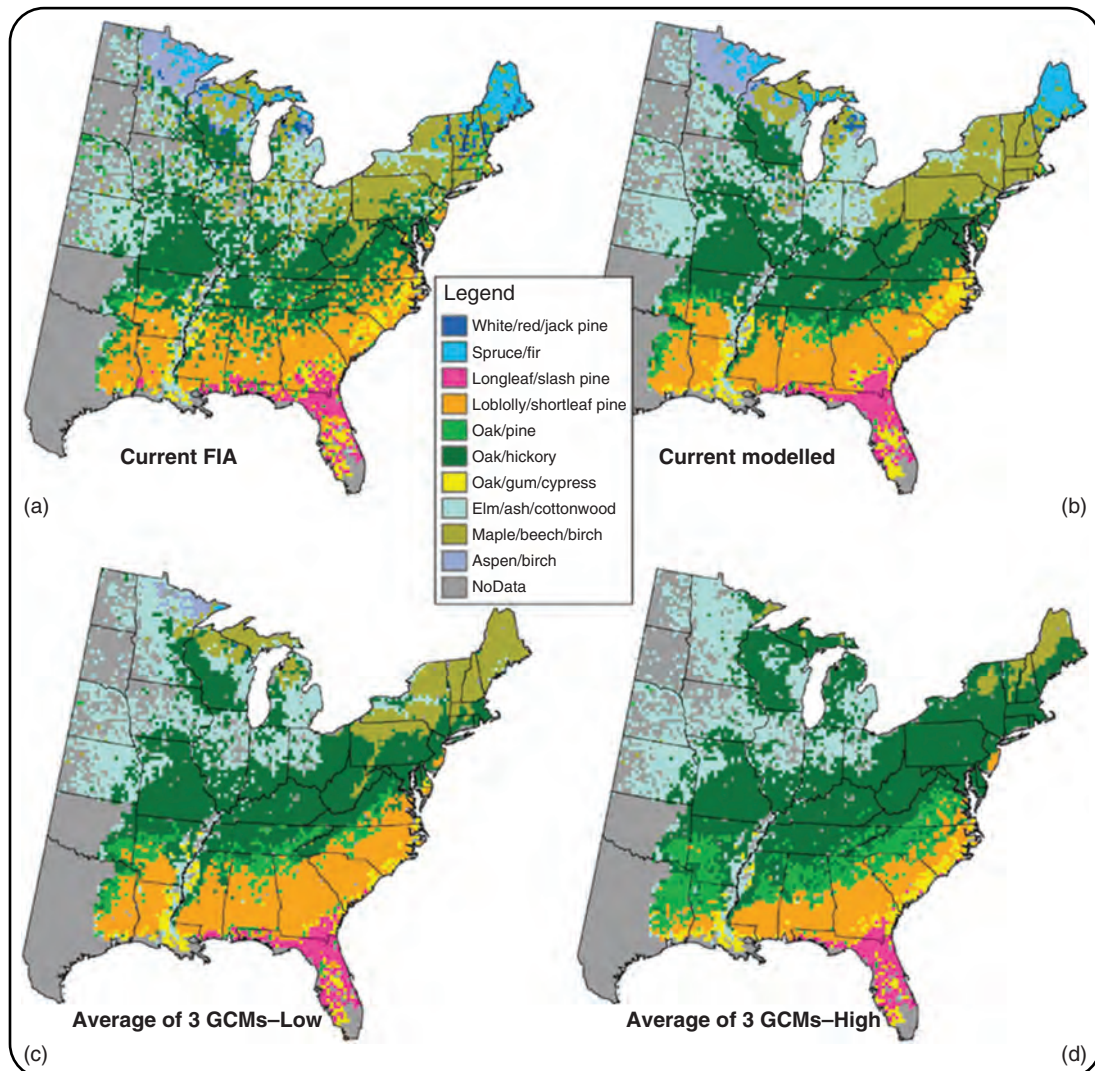 Current FIA
(a)
Current modelled
(b)
Legend
White/red/jack pine
Spruce/fir
Longleaf/slash pine
Loblolly/shortleaf pine
Oak/pine
Oak/hickory
Oak/gum/cypress
Elm/ash/cottonwood
Maple/beech/birch
Aspen/birch
NoData
Average of 3 GCMs–Low
(c)
Average of 3 GCMs–High
(d)